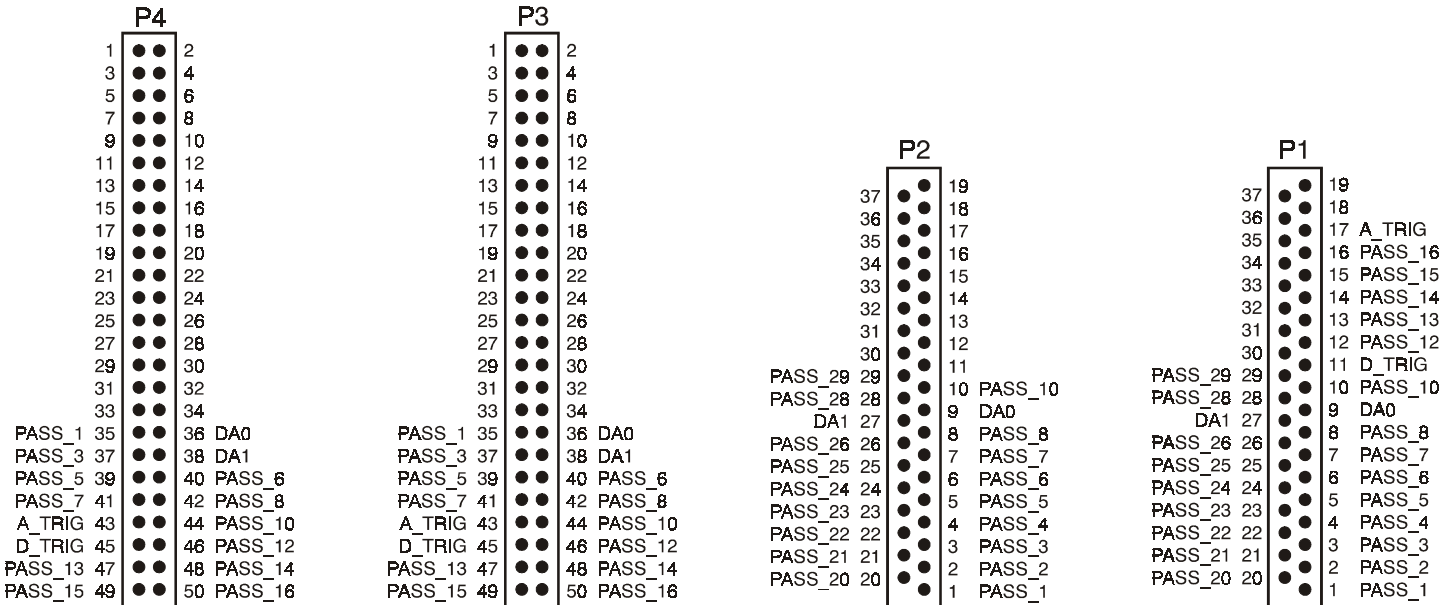 P4
1 2
3 4
5 6
7 8
9 10
11 12
13 14
15 16
17 18
19 20
21 22
23 24
25 26
27 28
29 30
31 32
33 34
PASS_1 35 36 DA0
PASS_3 37 38 DA1
PASS_5 39 40 PASS_6
PASS_7 41 42 PASS_8
A_TRIG 43 44 PASS_10
D_TRIG 45 46 PASS_12
PASS_13 47 48 PASS_14
PASS_15 49 50 PASS_16
P3
1 2
3 4
5 6
7 8
9 10
11 12
13 14
15 16
17 18
19 20
21 22
23 24
25 26
27 28
29 30
31 32
33 34
PASS_1 35 36 DA0
PASS_3 37 38 DA1
PASS_5 39 40 PASS_6
PASS_7 41 42 PASS_8
A_TRIG 43 44 PASS_10
D_TRIG 45 46 PASS_12
PASS_13 47 48 PASS_14
PASS_15 49 50 PASS_16
P2
37
36
35
34
33
32
31
30
PASS_29 29
PASS_28 28
DA1 27
PASS_26 26
PASS_25 25
PASS_24 24
PASS_23 23
PASS_22 22
PASS_21 21
PASS_20 20
19
18
17
16
15
14
13
12
11
10 PASS_10
9 DA0
8 PASS_8
7 PASS_7
6 PASS_6
5 PASS_5
4 PASS_4
3 PASS_3
2 PASS_2
1 PASS_1
P1
37
36
35
34
33
32
31
30
PASS_29 29
PASS_28 28
DA1 27
PASS_26 26
PASS_25 25
PASS_24 24
PASS_23 23
PASS_22 22
PASS_21 21
PASS_20 20
19
18
17 A_TRIG
16 PASS_16
15 PASS_15
14 PASS_14
13 PASS_13
12 PASS_12
11 D_TRIG
10 PASS_10
9 DA0
8 PASS_8
7 PASS_7
6 PASS_6
5 PASS_5
4 PASS_4
3 PASS_3
2 PASS_2
1 PASS_1